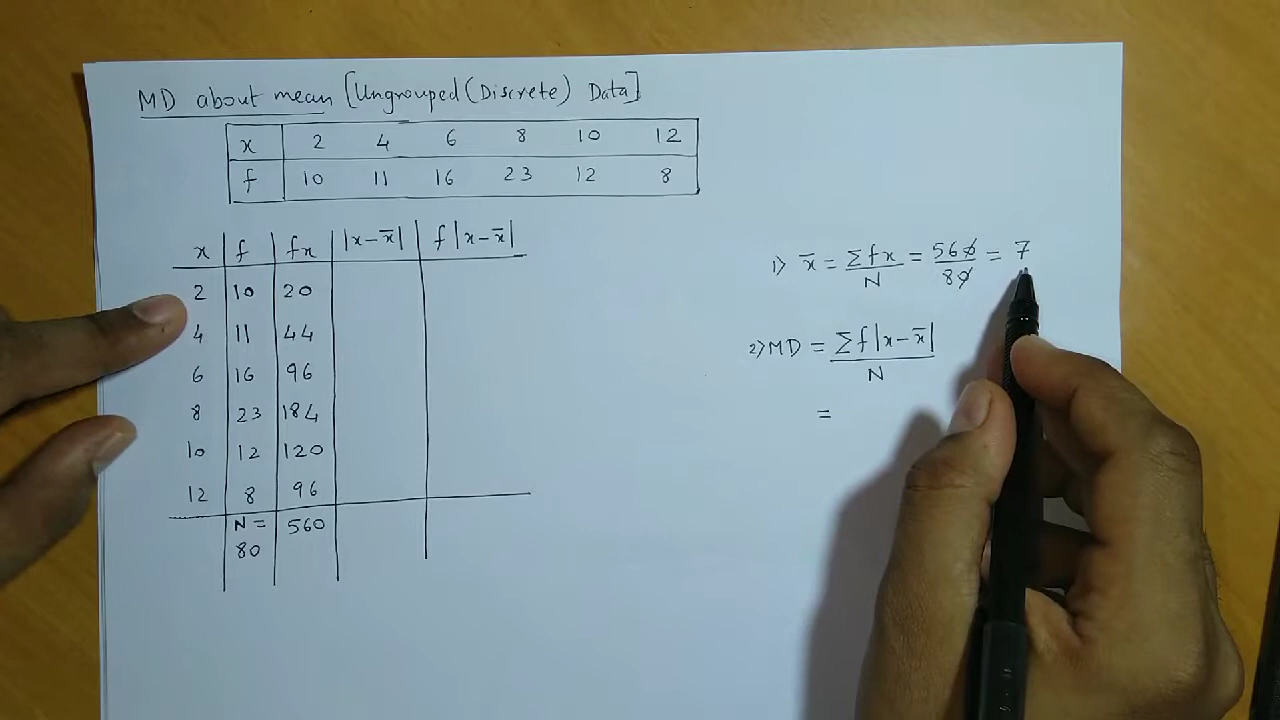 MD about mean [Ungrouped (Discrete) Data]
x 2 4 6 8 10 12
f 10 11 16 23 12 8
x f fx |x-x̄| f|x-x̄|
2 10 20
4 11 44
6 16 96
8 23 184
10 12 120
12 8 96
N = 80 560
1) x̄ = Σfx/N = 560/80 = 7
2) MD = Σf|x-x̄|/N
=